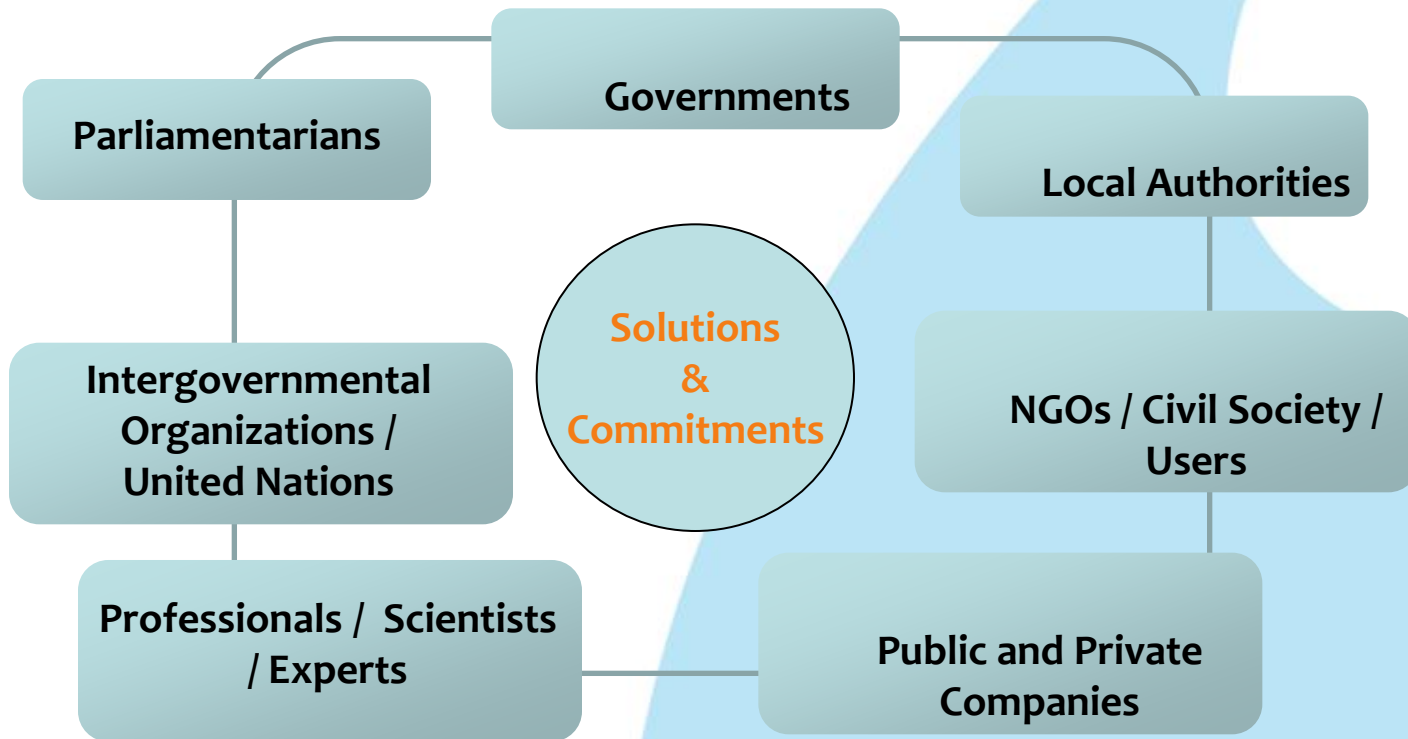 Governments
Parliamentarians
Local Authorities
Solutions
&
Commitments
Intergovernmental
Organizations /
United Nations
NGOs / Civil Society /
Users
Professionals /  Scientists
/ Experts
Public and Private
Companies